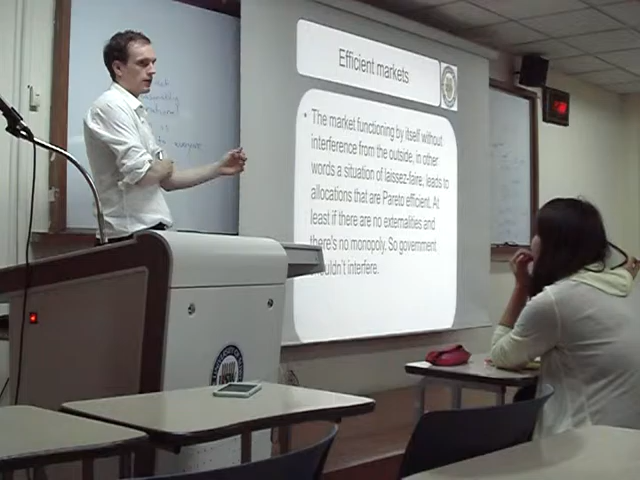 Efficient markets
• The market functioning by itself without
interference from the outside, in other
words a situation of laissez-faire, leads to
allocations that are Pareto efficient. At
least if there are no externalities and
there's no monopoly. So government
shouldn't interfere.